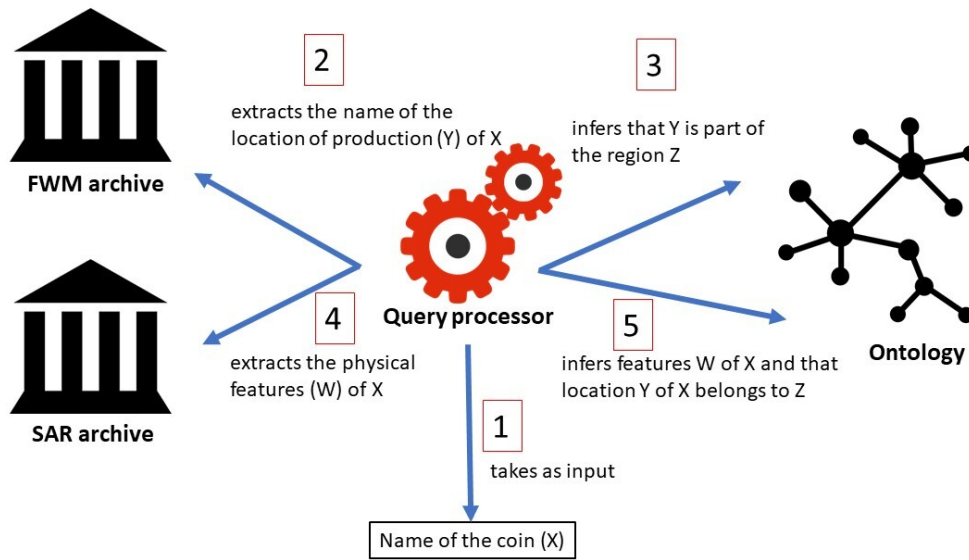 2
extracts the name of the
location of production (Y) of X
3
infers that Y is part of
the region Z
FWM archive
4
extracts the physical
features (W) of X
Query processor
5
infers features W of X and that
location Y of X belongs to Z
Ontology
SAR archive
1
takes as input
Name of the coin (X)